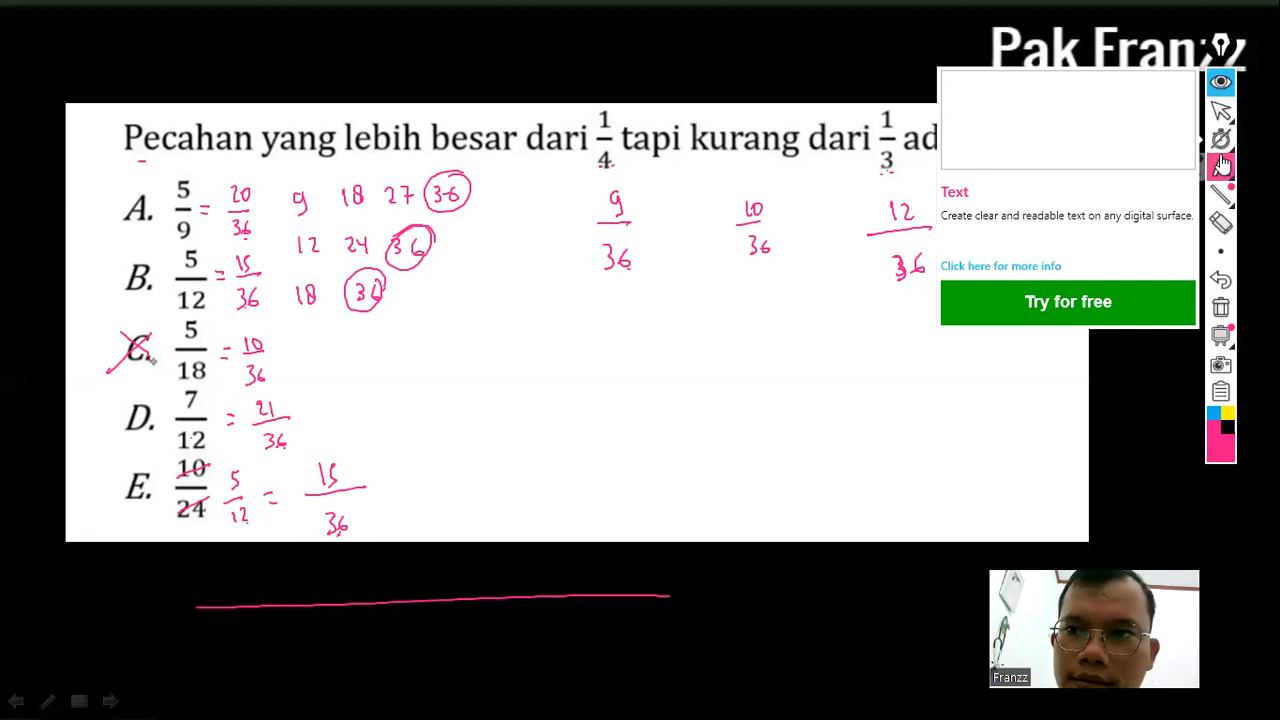 Pak Franzz
Pecahan yang lebih besar dari 1/4 tapi kurang dari 1/3 ad
A. 5/9 = 20/36 9 18 27 36
12 24 36
B. 5/12 = 15/36 18 36
9/36 10/36 12/36
C. 5/18 = 10/36
D. 7/12 = 21/36
E. 10/24 5/12 = 15/36
Text
Create clear and readable text on any digital surface.
Click here for more info
Try for free
Franzz